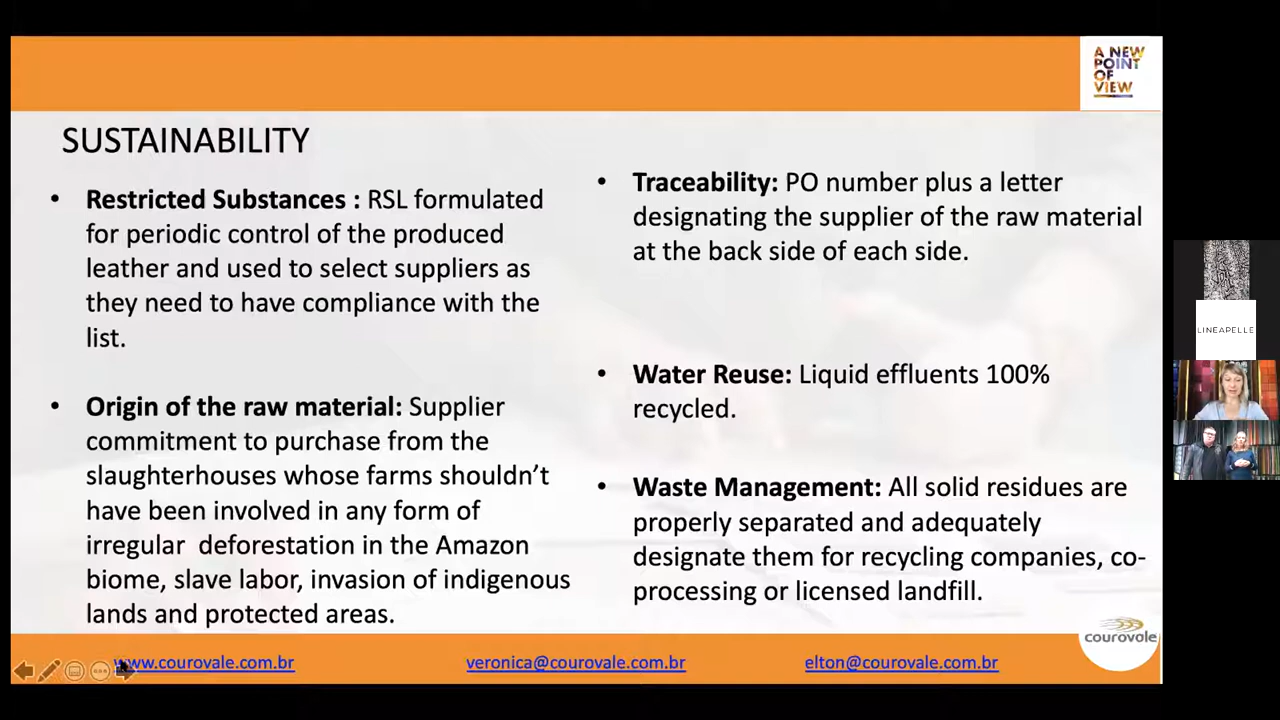 A NEW
POINT
OF
VIEW
SUSTAINABILITY
• Restricted Substances : RSL formulated
for periodic control of the produced
leather and used to select suppliers as
they need to have compliance with the
list.
• Origin of the raw material: Supplier
commitment to purchase from the
slaughterhouses whose farms shouldn’t
have been involved in any form of
irregular deforestation in the Amazon
biome, slave labor, invasion of indigenous
lands and protected areas.
• Traceability: PO number plus a letter
designating the supplier of the raw material
at the back side of each side.
• Water Reuse: Liquid effluents 100%
recycled.
• Waste Management: All solid residues are
properly separated and adequately
designate them for recycling companies, co-
processing or licensed landfill.
courovale
www.courovale.com.br
veronica@courovale.com.br
elton@courovale.com.br
LINEAPELLE